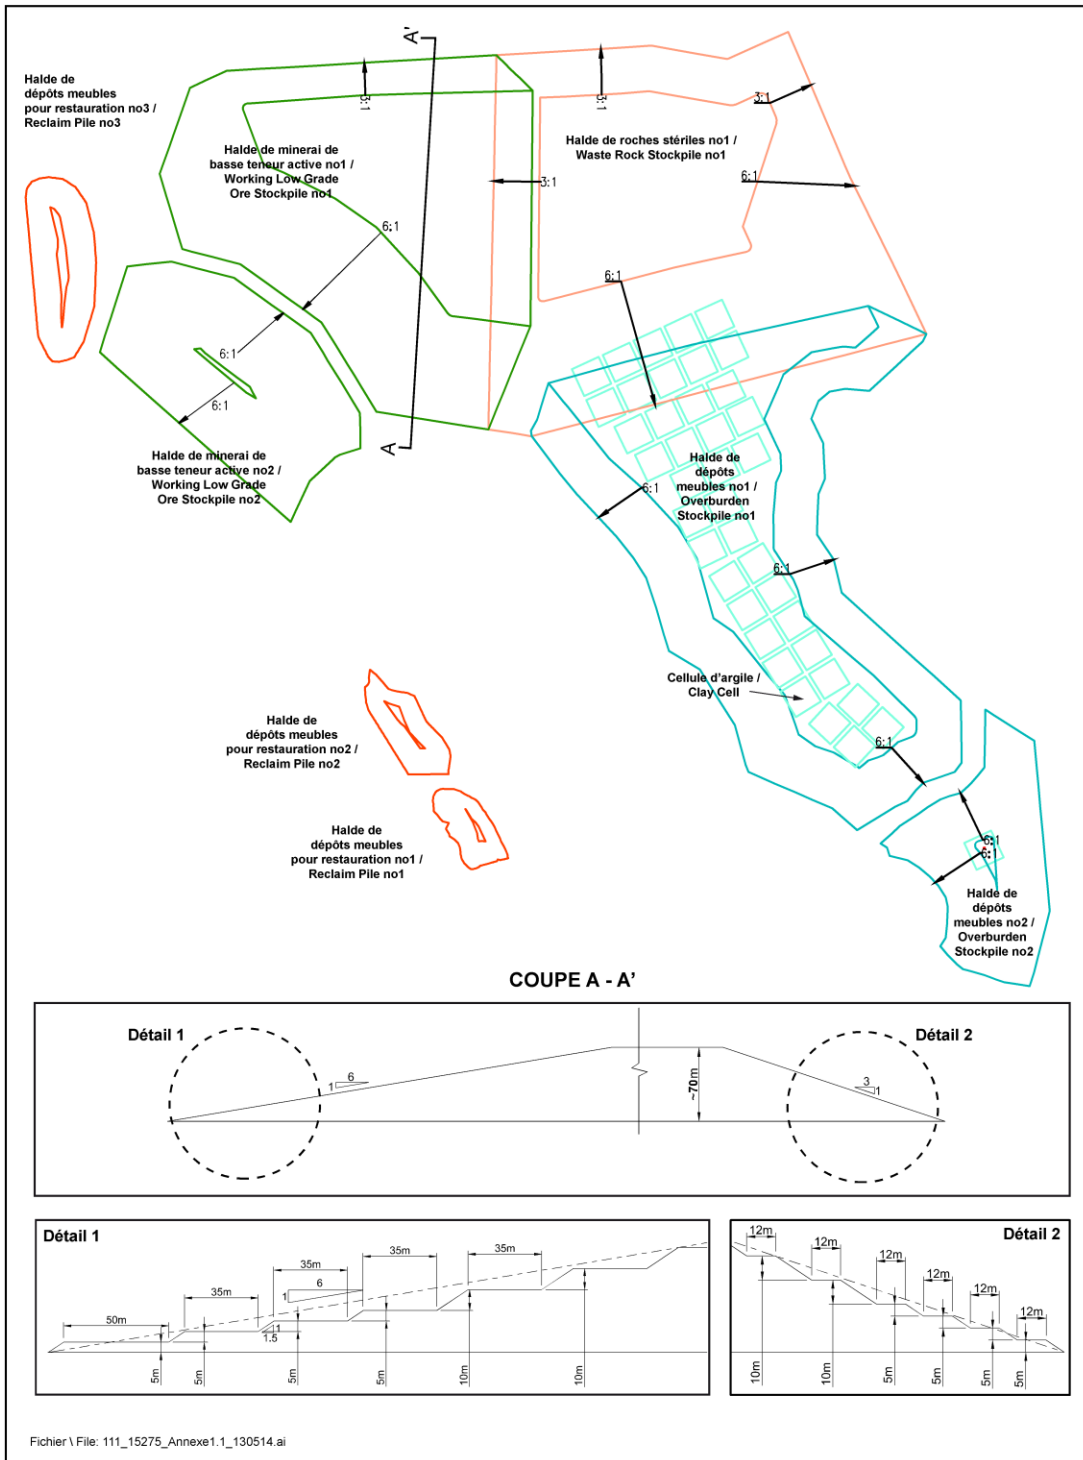 A'
Halde de
dépôts meubles
pour restauration no3 /
Reclaim Pile no3
3:1
3:1
3:1
Halde de minerai de
basse teneur active no1 /
Working Low Grade
Ore Stockpile no1
Halde de roches stériles no1 /
Waste Rock Stockpile no1
3:1
6:1
6:1
6:1
6:1
6:1
A
Halde de minerai de
basse teneur active no2 /
Working Low Grade
Ore Stockpile no2
Halde de
dépôts
meubles no1 /
Overburden
Stockpile no1
6:1
6:1
Cellule d'argile /
Clay Cell
Halde de
dépôts meubles
pour restauration no2 /
Reclaim Pile no2
6:1
Halde de
dépôts meubles
pour restauration no1 /
Reclaim Pile no1
6:1
6:1
Halde de
dépôts
meubles no2 /
Overburden
Stockpile no2
COUPE A - A'
Détail 1
Détail 2
6
1
~70m
3
1
Détail 1
50m
35m
35m
35m
35m
6
1
1
1.5
5m
5m
5m
5m
10m
10m
Détail 2
12m
12m
12m
12m
12m
12m
10m
10m
5m
5m
5m
5m
Fichier \ File: 111_15275_Annexe1.1_130514.ai